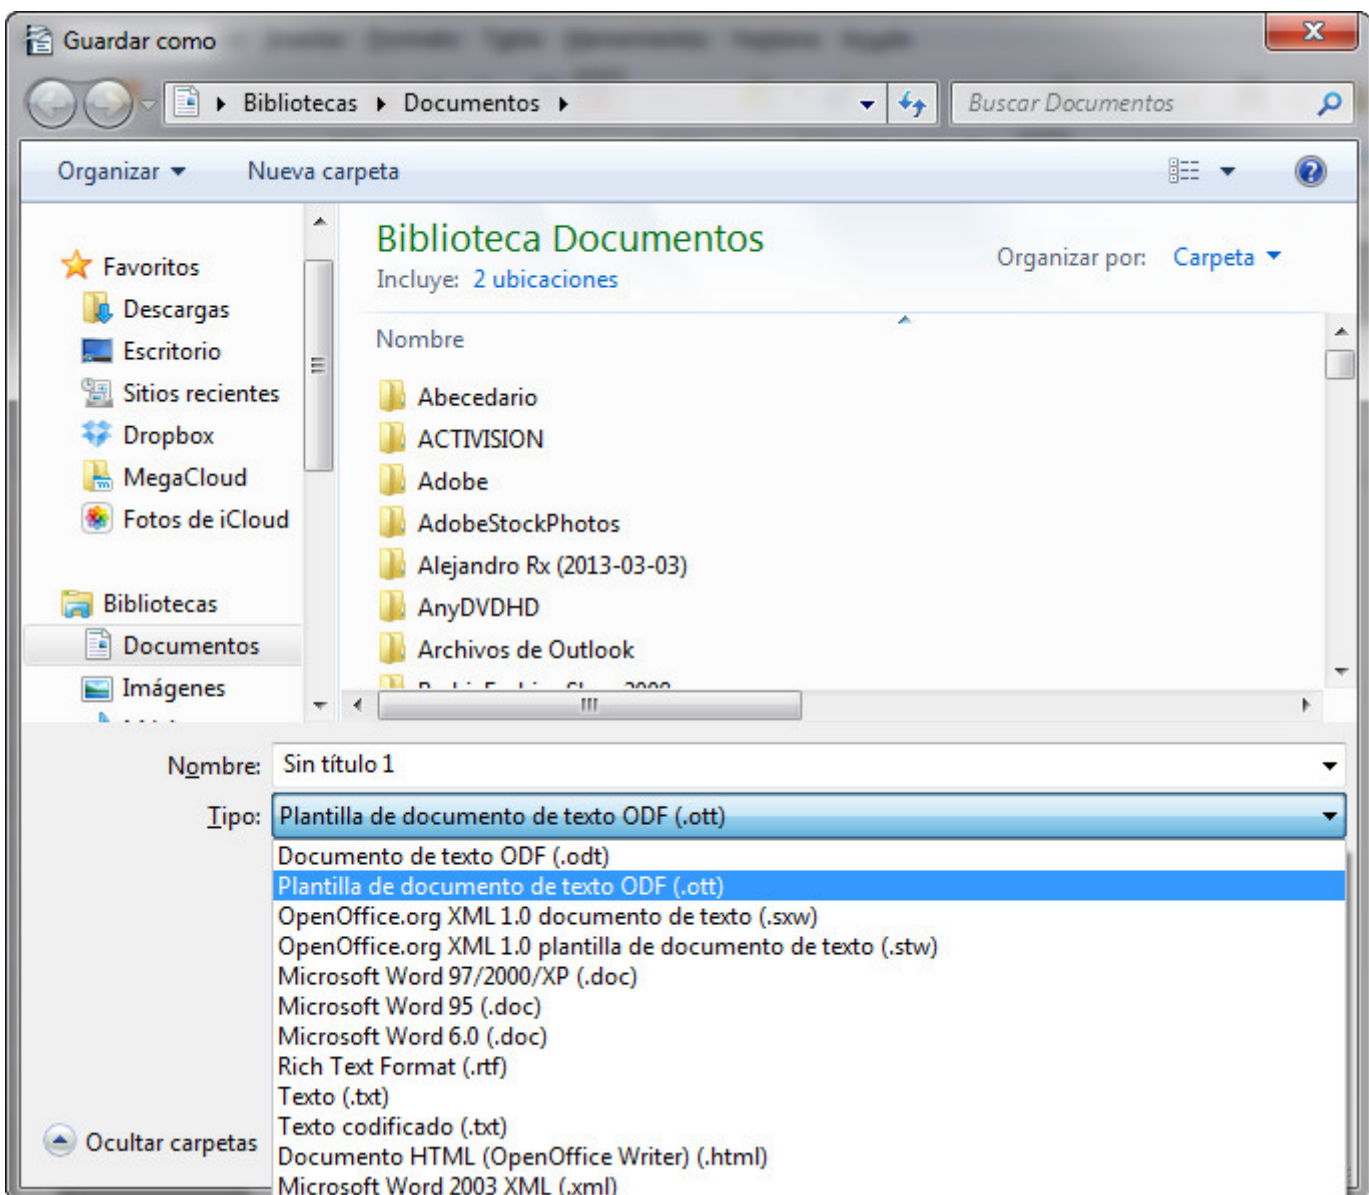 Guardar como
Bibliotecas Documentos
Buscar Documentos
Organizar
Nueva carpeta
Favoritos
Descargas
Escritorio
Sitios recientes
Dropbox
MegaCloud
Fotos de iCloud
Bibliotecas
Documentos
Imágenes
Biblioteca Documentos
Incluye: 2 ubicaciones
Organizar por: Carpeta
Nombre
Abecedario
ACTIVISION
Adobe
AdobeStockPhotos
Alejandro Rx (2013-03-03)
AnyDVDHD
Archivos de Outlook
Nombre: Sin título 1
Tipo: Plantilla de documento de texto ODF (.ott)
Documento de texto ODF (.odt)
Plantilla de documento de texto ODF (.ott)
OpenOffice.org XML 1.0 documento de texto (.sxw)
OpenOffice.org XML 1.0 plantilla de documento de texto (.stw)
Microsoft Word 97/2000/XP (.doc)
Microsoft Word 95 (.doc)
Microsoft Word 6.0 (.doc)
Rich Text Format (.rtf)
Texto (.txt)
Texto codificado (.txt)
Documento HTML (OpenOffice Writer) (.html)
Microsoft Word 2003 XML (.xml)
Ocultar carpetas